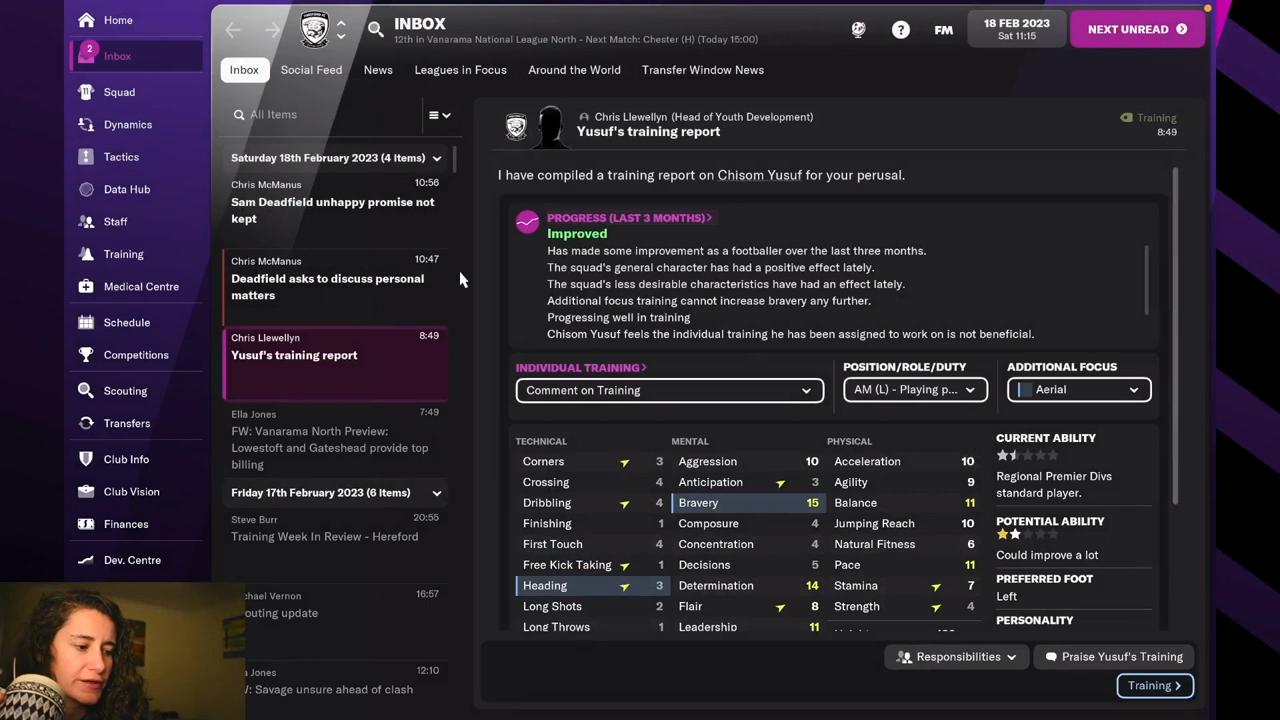 Home
2
Inbox
Squad
Dynamics
Tactics
Data Hub
Staff
Training
Medical Centre
Schedule
Competitions
Scouting
Transfers
Club Info
Club Vision
Finances
Dev. Centre
INBOX
12th in Vanarama National League North - Next Match: Chester (H) (Today 15:00)
?
FM
18 FEB 2023
Sat 11:15
NEXT UNREAD
Inbox
Social Feed
News
Leagues in Focus
Around the World
Transfer Window News
All Items
Saturday 18th February 2023 (4 Items)
Chris McManus 10:56
Sam Deadfield unhappy promise not
kept
Chris McManus 10:47
Deadfield asks to discuss personal
matters
Chris Llewellyn 8:49
Yusuf's training report
Ella Jones 7:49
FW: Vanarama North Preview:
Lowestoft and Gateshead provide top
billing
Friday 17th February 2023 (6 Items)
Steve Burr 20:55
Training Week In Review - Hereford
chael Vernon 16:57
outing update
a Jones 12:10
W: Savage unsure ahead of clash
Chris Llewellyn (Head of Youth Development)
Yusuf's training report
Training
8:49
I have compiled a training report on Chisom Yusuf for your perusal.
PROGRESS (LAST 3 MONTHS)>
Improved
Has made some improvement as a footballer over the last three months.
The squad's general character has had a positive effect lately.
The squad's less desirable characteristics have had an effect lately.
Additional focus training cannot increase bravery any further.
Progressing well in training
Chisom Yusuf feels the individual training he has been assigned to work on is not beneficial.
INDIVIDUAL TRAINING>
Comment on Training
POSITION/ROLE/DUTY
AM (L) - Playing p...
ADDITIONAL FOCUS
Aerial
TECHNICAL
Corners 3
Crossing 4
Dribbling 4
Finishing 1
First Touch 4
Free Kick Taking 1
Heading 3
Long Shots 2
Long Throws 1
MENTAL
Aggression 10
Anticipation 3
Bravery 15
Composure 4
Concentration 4
Decisions 5
Determination 14
Flair 8
Leadership 11
PHYSICAL
Acceleration 10
Agility 9
Balance 11
Jumping Reach 10
Natural Fitness 6
Pace 11
Stamina 7
Strength 4
CURRENT ABILITY
Regional Premier Divs
standard player.
POTENTIAL ABILITY
Could improve a lot
PREFERRED FOOT
Left
PERSONALITY
Responsibilities
Praise Yusuf's Training
Training >